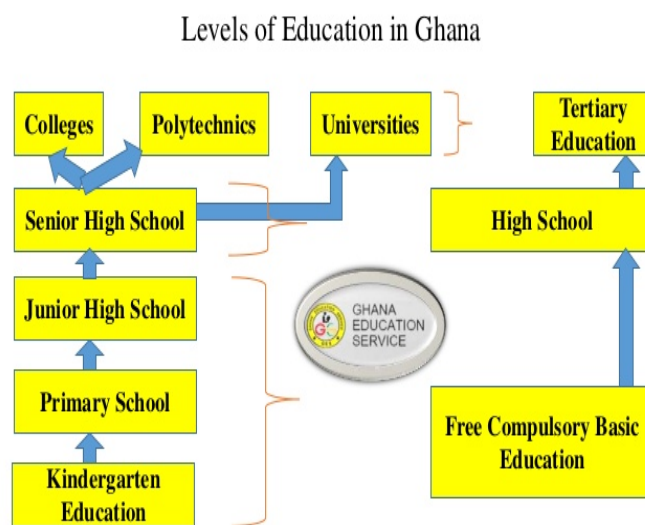 Levels of Education in Ghana
Colleges
Polytechnics
Universities
Tertiary
Education
Senior High School
High School
Junior High School
GHANA
EDUCATION
SERVICE
Primary School
Free Compulsory Basic
Education
Kindergarten
Education